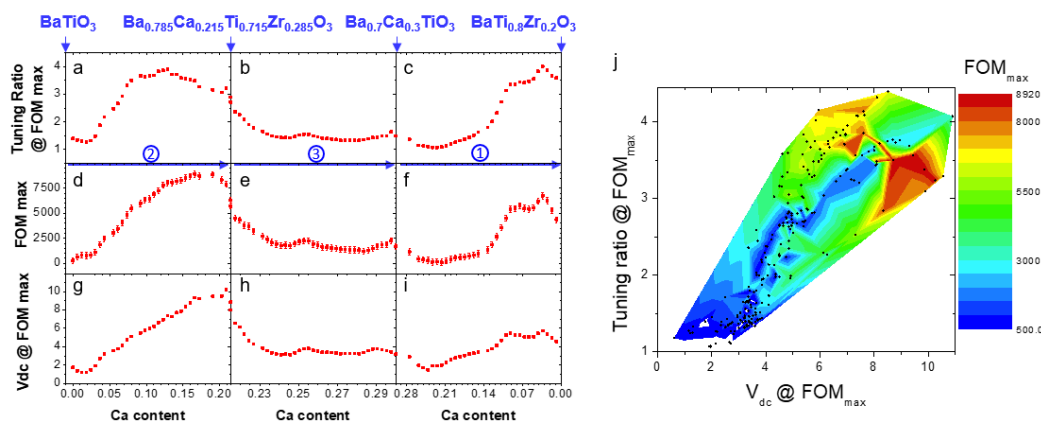 BaTiO3 Ba0.785Ca0.215Ti0.715Zr0.285O3 Ba0.7Ca0.3TiO3 BaTi0.8Zr0.2O3
Tuning Ratio
@ FOM max
4
3
2
1
a
b
c
② ③ ①
FOM max
7500
5000
2500
0
d
e
f
Vdc @ FOM max
10
8
6
4
2
0
g
h
i
0.00 0.05 0.10 0.15 0.20 0.25 0.27 0.29 0.28 0.21 0.14 0.07 0.00
Ca content Ca content Ca content
j
Tuning ratio @ FOMmax
4
3
2
1
0 2 4 6 8 10
Vdc @ FOMmax
FOMmax
8920
8000
5500
3000
500.0